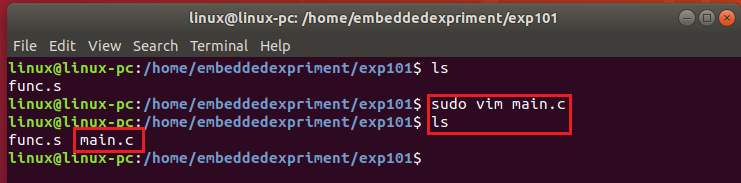 linux@linux-pc: /home/embeddedexpriment/exp101
File Edit View Search Terminal Help
linux@linux-pc:/home/embeddedexpriment/exp101$ ls
func.s
linux@linux-pc:/home/embeddedexpriment/exp101$ sudo vim main.c
linux@linux-pc:/home/embeddedexpriment/exp101$ ls
func.s main.c
linux@linux-pc:/home/embeddedexpriment/exp101$